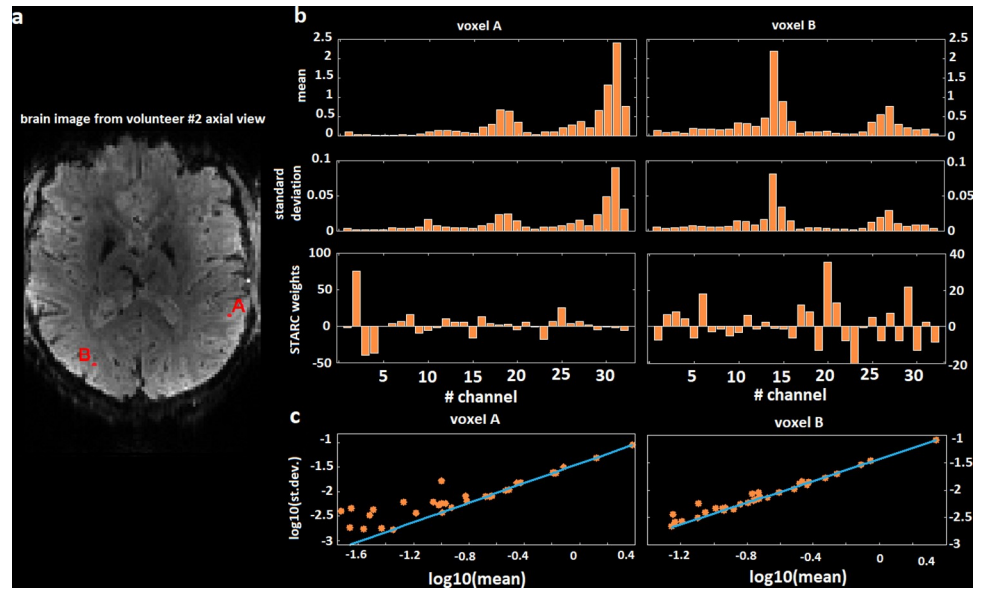 a
brain image from volunteer #2 axial view
A
B
b
voxel A
voxel B
mean
2.5
2
1.5
1
0.5
0
2.5
2
1.5
1
0.5
0
standard
deviation
0.1
0.05
0
0.1
0.05
0
STARC weights
100
50
0
-50
40
20
0
-20
5 10 15 20 25 30
5 10 15 20 25 30
# channel
# channel
c
voxel A
voxel B
log10(st.dev.)
-1
-1.5
-2
-2.5
-3
-1
-1.5
-2
-2.5
-3
-1.6 -1.2 -0.8 -0.4 0 0.4
-1.2 -0.8 -0.4 0 0.4
log10(mean)
log10(mean)